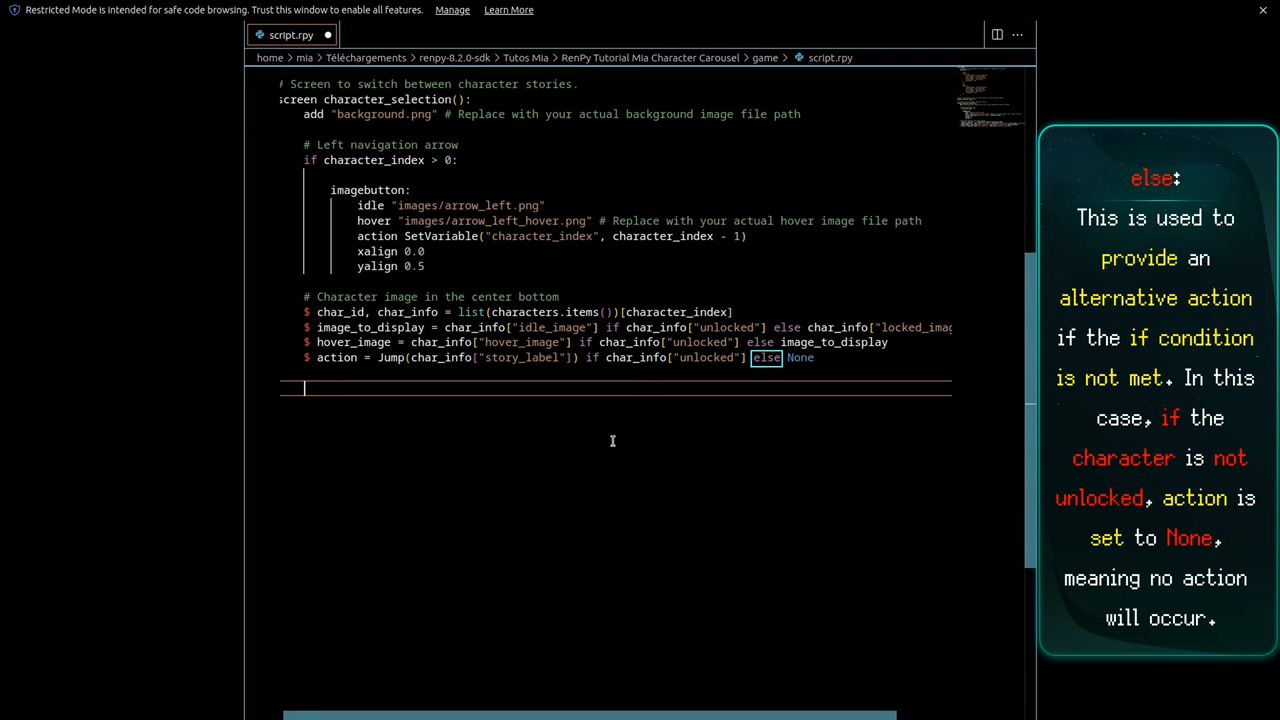 Restricted Mode is intended for safe code browsing. Trust this window to enable all features. Manage Learn More
script.rpy
home > mia > Téléchargements > renpy-8.2.0-sdk > Tutos Mia > RenPy Tutorial Mia Character Carousel > game > script.rpy
# Screen to switch between character stories.
screen character_selection():
add "background.png" # Replace with your actual background image file path
# Left navigation arrow
if character_index > 0:
imagebutton:
idle "images/arrow_left.png"
hover "images/arrow_left_hover.png" # Replace with your actual hover image file path
action SetVariable("character_index", character_index - 1)
xalign 0.0
yalign 0.5
# Character image in the center bottom
$ char_id, char_info = list(characters.items())[character_index]
$ image_to_display = char_info["idle_image"] if char_info["unlocked"] else char_info["locked_imag
$ hover_image = char_info["hover_image"] if char_info["unlocked"] else image_to_display
$ action = Jump(char_info["story_label"]) if char_info["unlocked"] else None
else:
This is used to
provide an
alternative action
if the if condition
is not met. In this
case, if the
character is not
unlocked, action is
set to None,
meaning no action
will occur.